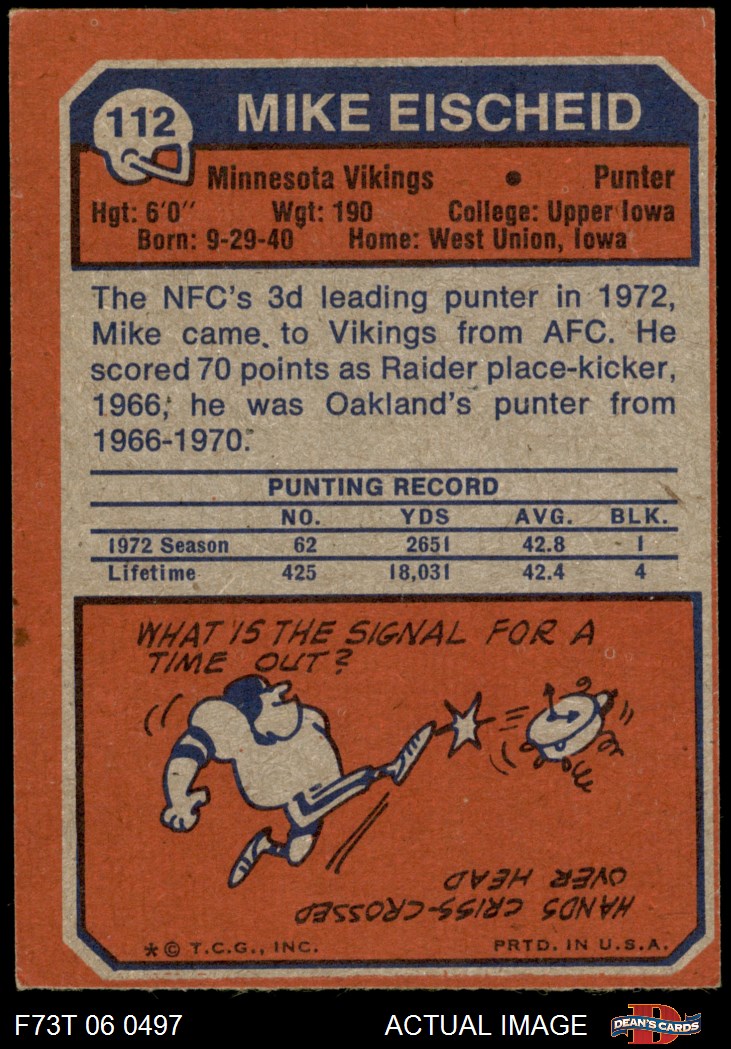 112
MIKE EISCHEID
Minnesota Vikings • Punter
Hgt: 6'0" Wgt: 190 College: Upper Iowa
Born: 9-29-40 Home: West Union, Iowa
The NFC's 3d leading punter in 1972,
Mike came to Vikings from AFC. He
scored 70 points as Raider place-kicker,
1966; he was Oakland's punter from
1966-1970.
PUNTING RECORD
NO. YDS AVG. BLK.
1972 Season 62 2651 42.8 1
Lifetime 425 18,031 42.4 4
WHAT IS THE SIGNAL FOR A
TIME OUT?
HANDS CRISS-CROSSED
OVER HEAD
* © T.C.G., INC. PRTD. IN U.S.A.
F73T 06 0497 ACTUAL IMAGE
D
DEAN'S CARDS